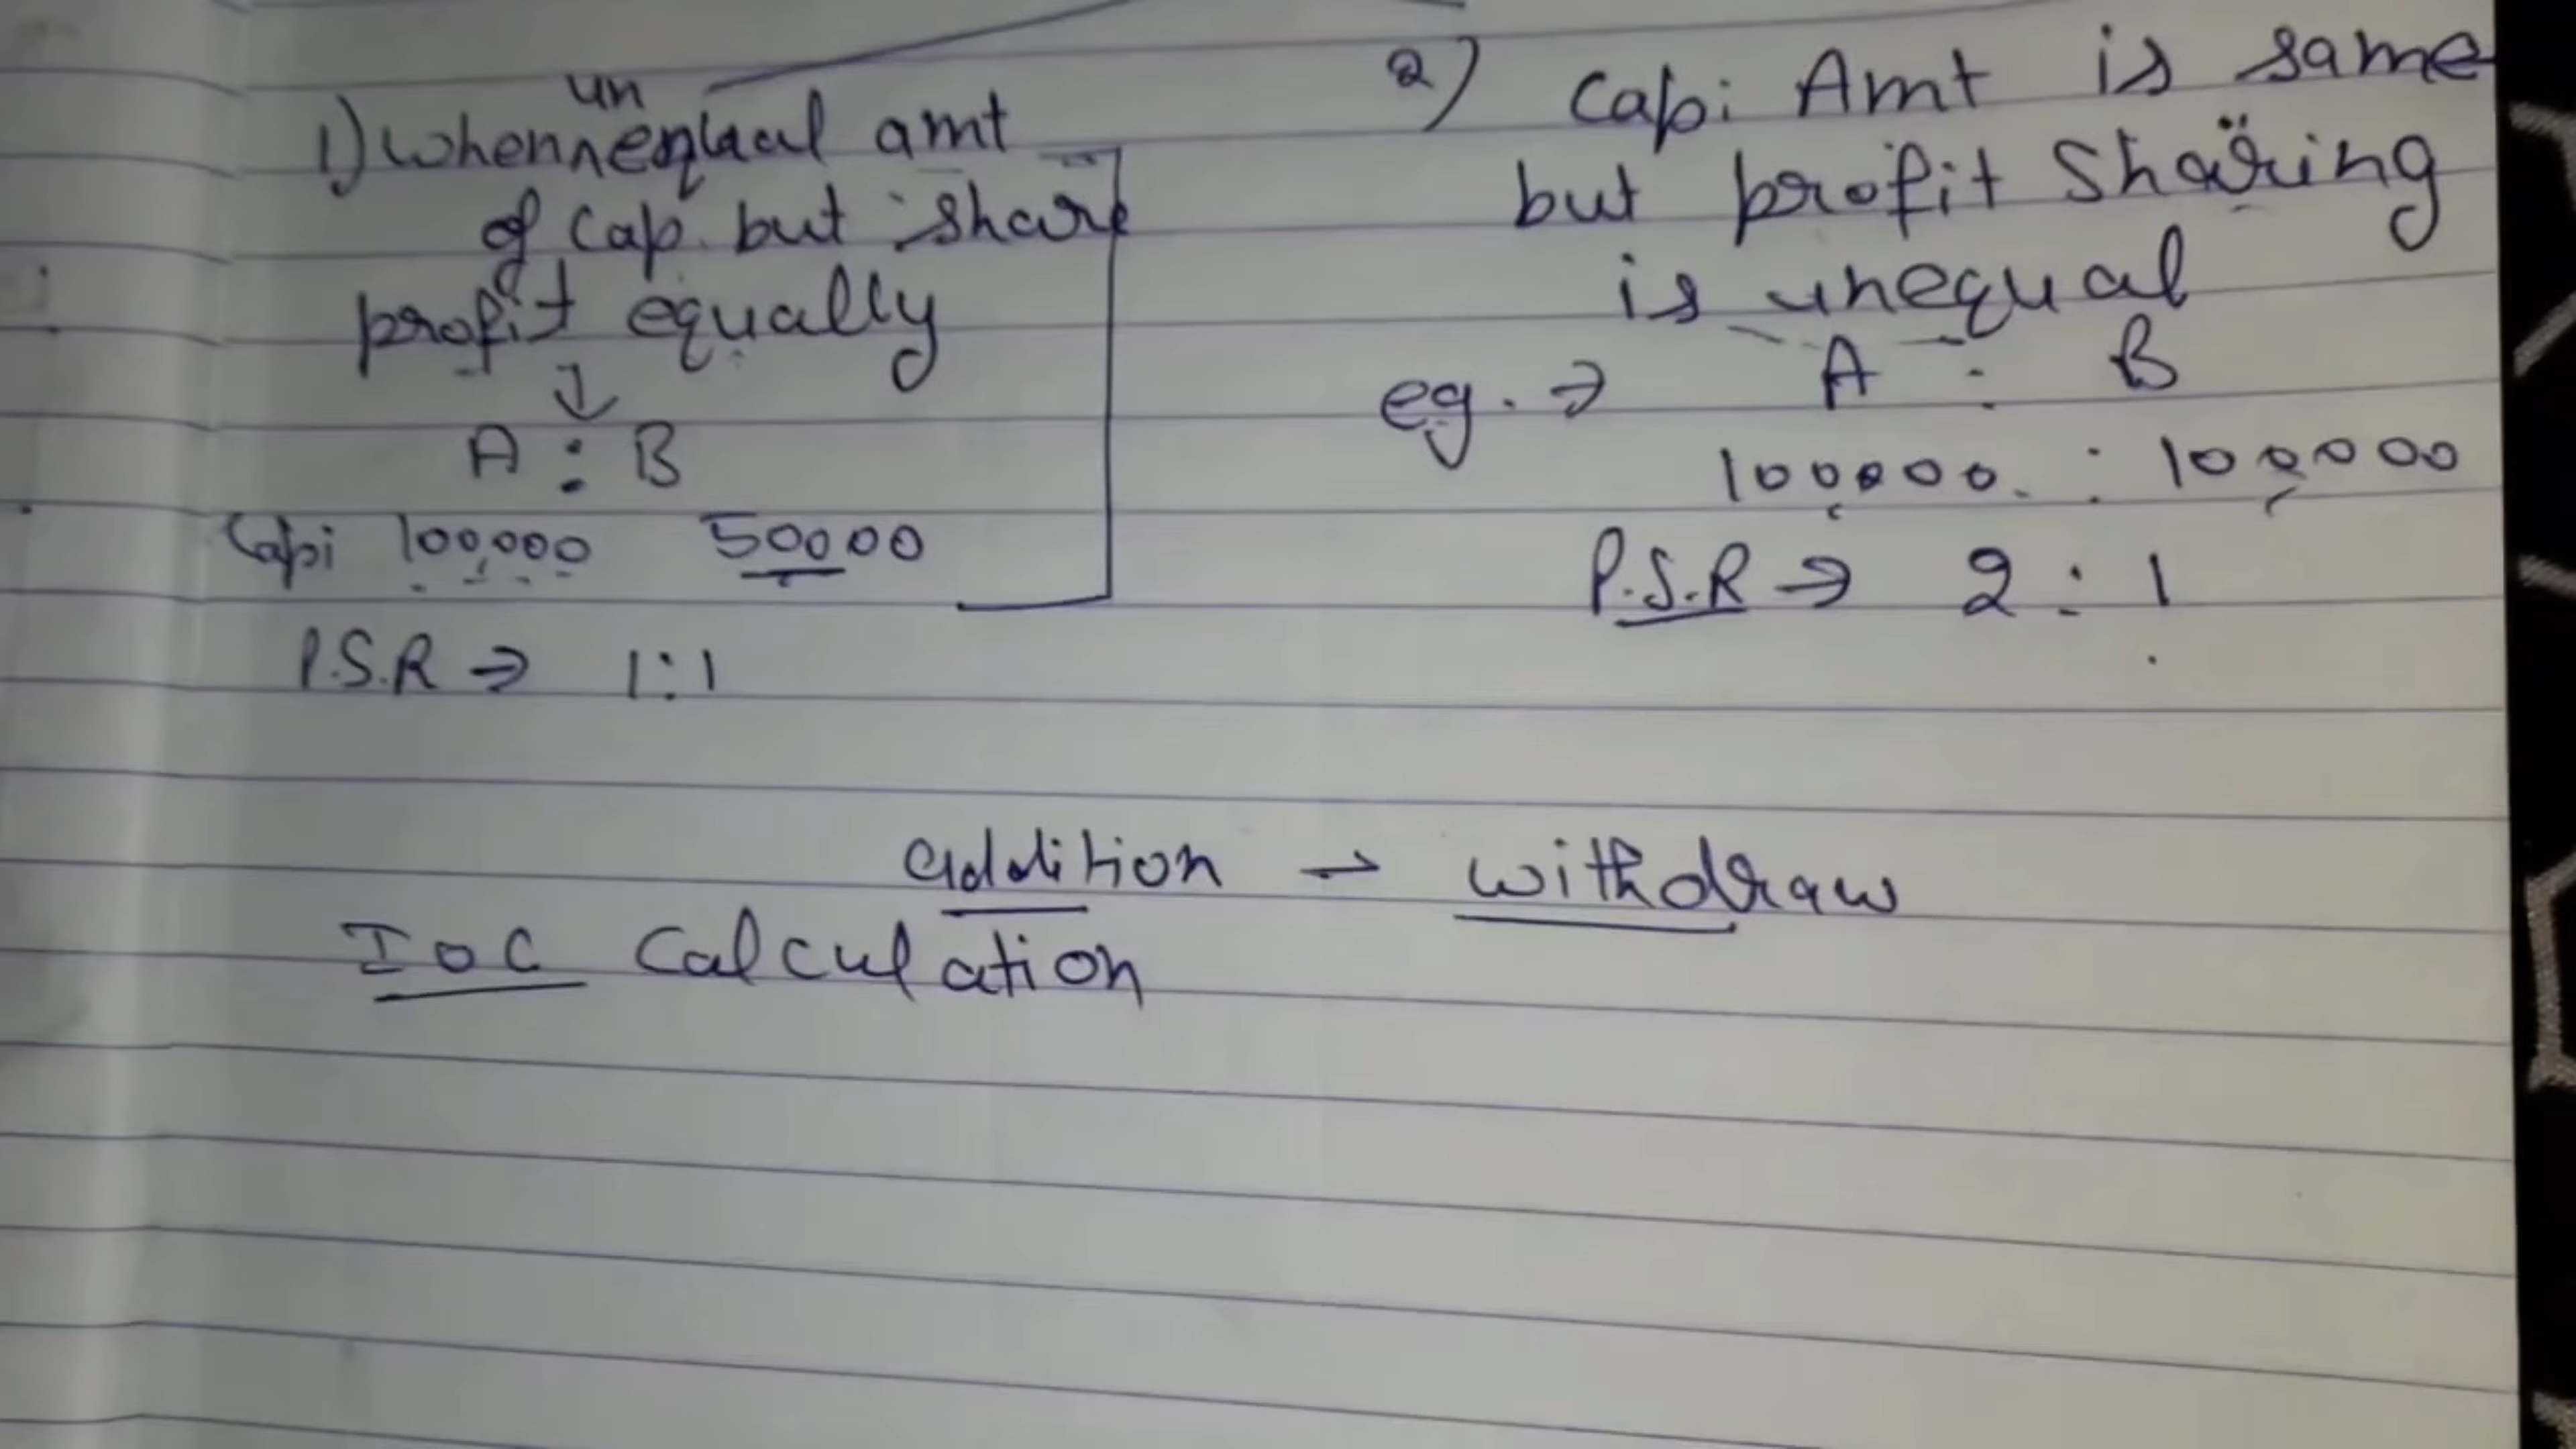 1) When unequal amt
of Cap. but share
profit equally
↓
A : B
Capi 100,000 50000
P.S.R → 1:1
2) Capi Amt is same
but profit sharing
is unequal
eg. → A : B
100000 : 100000
P.S.R → 2 : 1
addition - withdraw
IOC Calculation